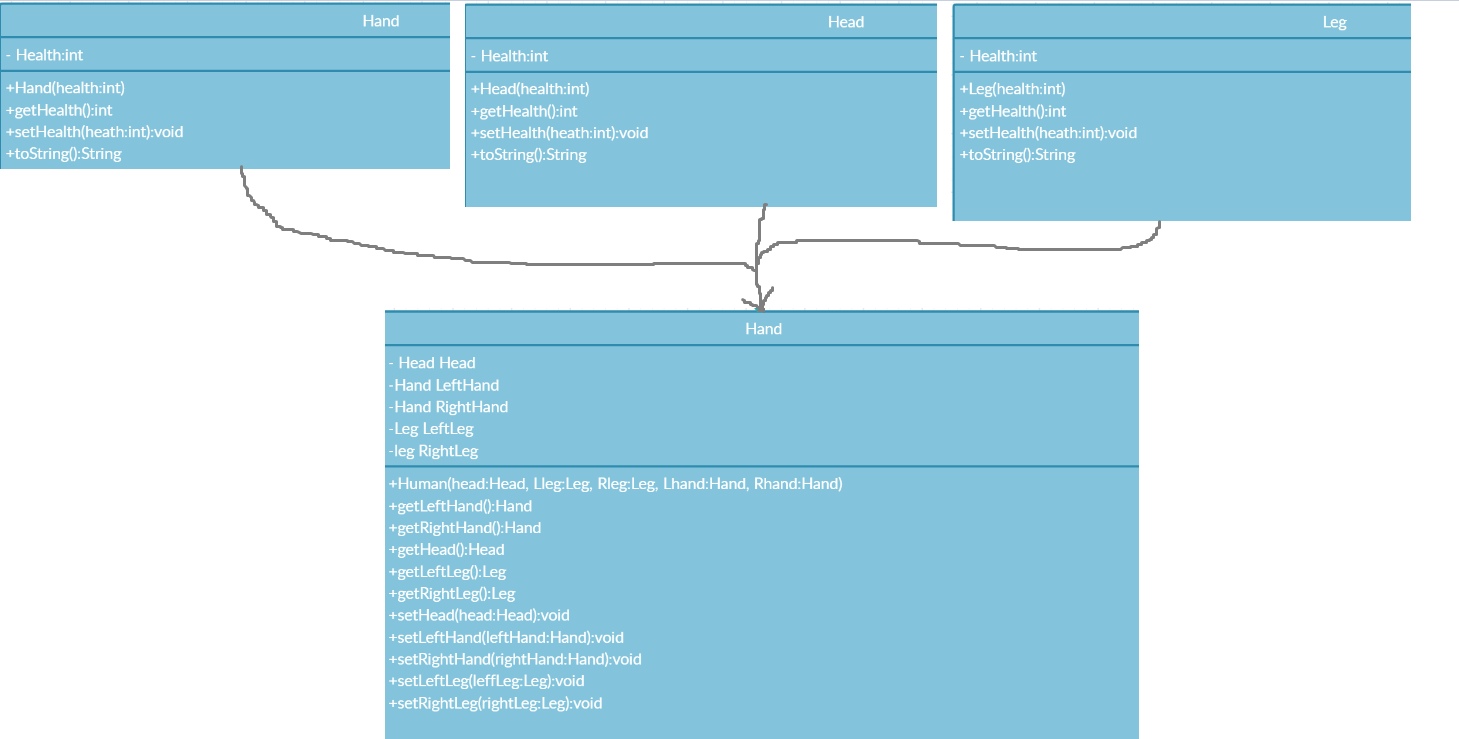 Hand
- Health:int
+Hand(health:int)
+getHealth():int
+setHealth(heath:int):void
+toString():String
Head
- Health:int
+Head(health:int)
+getHealth():int
+setHealth(heath:int):void
+toString():String
Leg
- Health:int
+Leg(health:int)
+getHealth():int
+setHealth(heath:int):void
+toString():String
Hand
- Head Head
-Hand LeftHand
-Hand RightHand
-Leg LeftLeg
-leg RightLeg
+Human(head:Head, Lleg:Leg, Rleg:Leg, Lhand:Hand, Rhand:Hand)
+getLeftHand():Hand
+getRightHand():Hand
+getHead():Head
+getLeftLeg():Leg
+getRightLeg():Leg
+setHead(head:Head):void
+setLeftHand(leftHand:Hand):void
+setRightHand(rightHand:Hand):void
+setLeftLeg(leffLeg:Leg):void
+setRightLeg(rightLeg:Leg):void